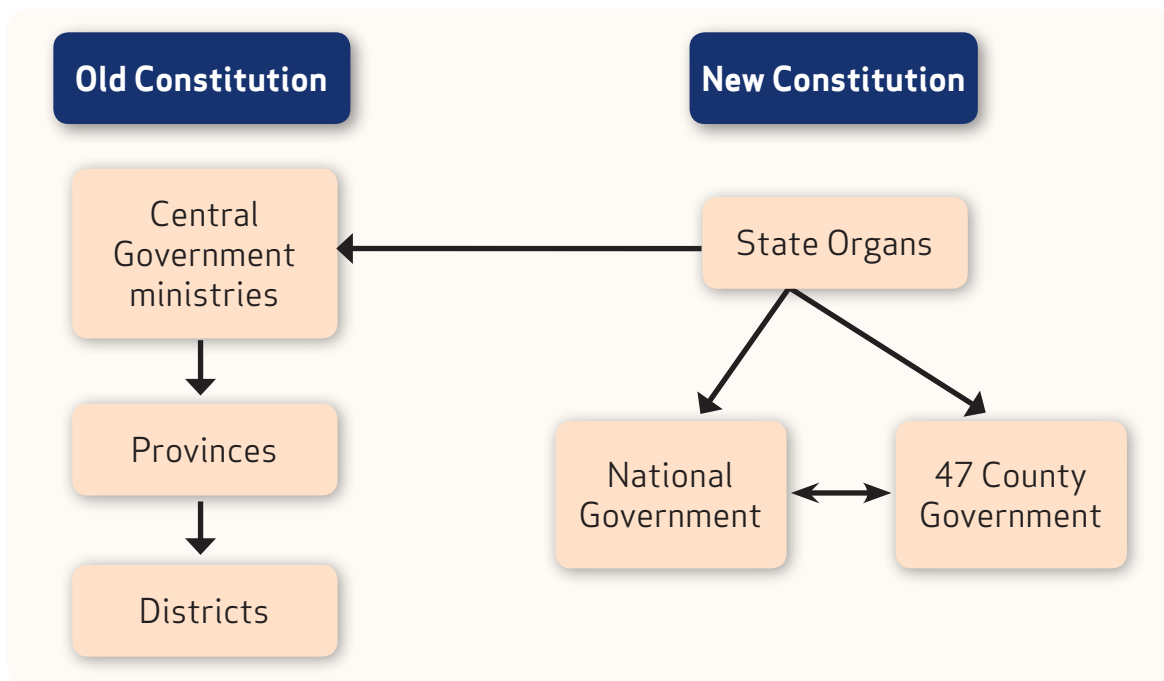 Old Constitution
New Constitution
Central
Government
ministries
State Organs
Provinces
National
Government
47 County
Government
Districts